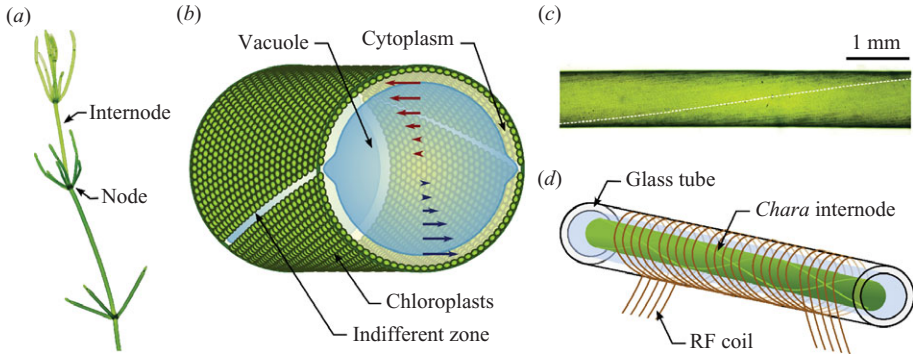 (a)
Internode
Node
(b)
Vacuole
Cytoplasm
Chloroplasts
Indifferent zone
(c)
1 mm
(d)
Glass tube
Chara internode
RF coil